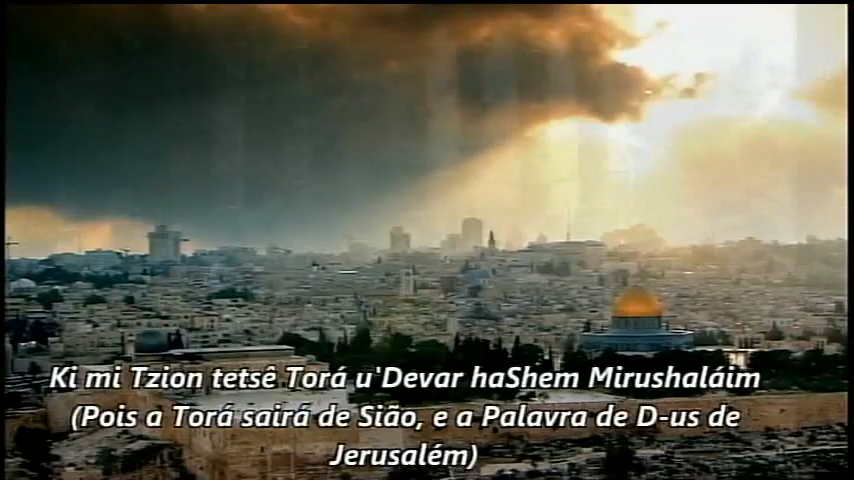 Ki mi Tzion tetsê Torá u'Devar haShem Mirushaláim
(Pois a Torá sairá de Sião, e a Palavra de D-us de
Jerusalém)